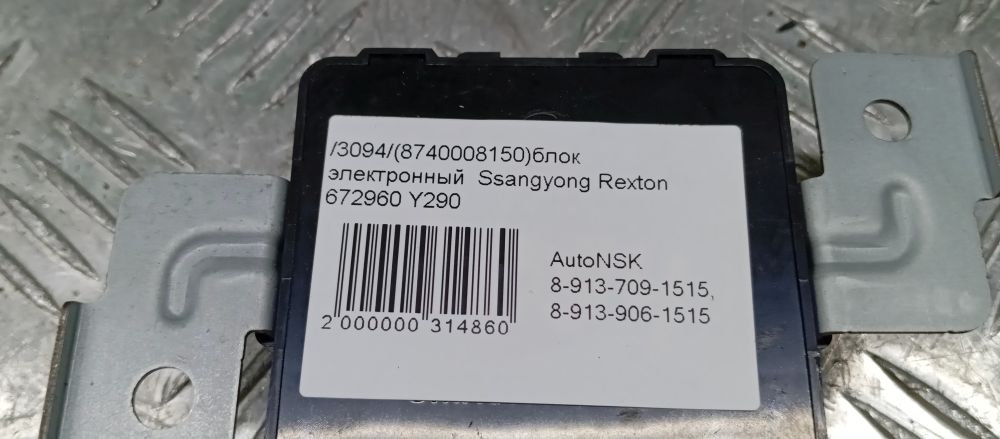 /3094/(8740008150)блок
электронный Ssangyong Rexton
672960 Y290
AutoNSK
8-913-709-1515,
8-913-906-1515
2 000000 314860